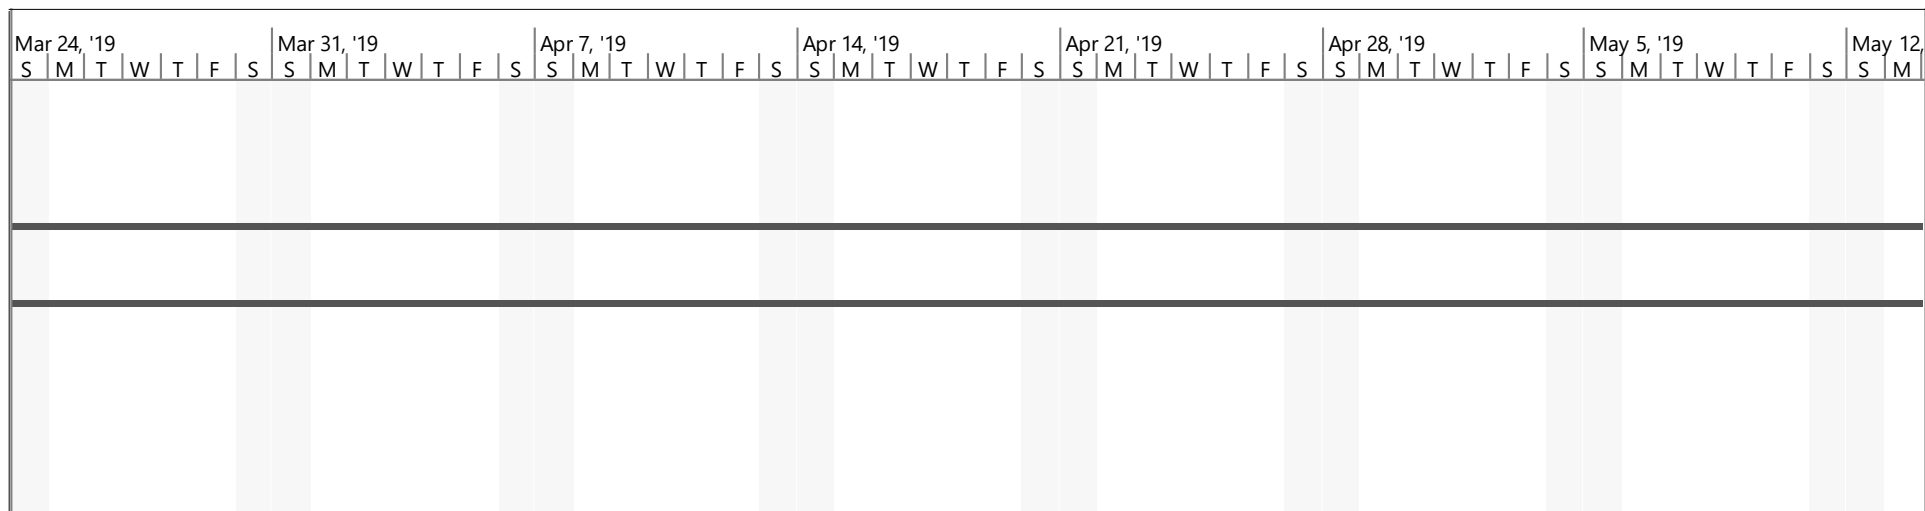 Mar 24, '19 Mar 31, '19 Apr 7, '19 Apr 14, '19 Apr 21, '19 Apr 28, '19 May 5, '19 May 12,
S M T W T F S S M T W T F S S M T W T F S S M T W T F S S M T W T F S S M T W T F S S M T W T F S S M